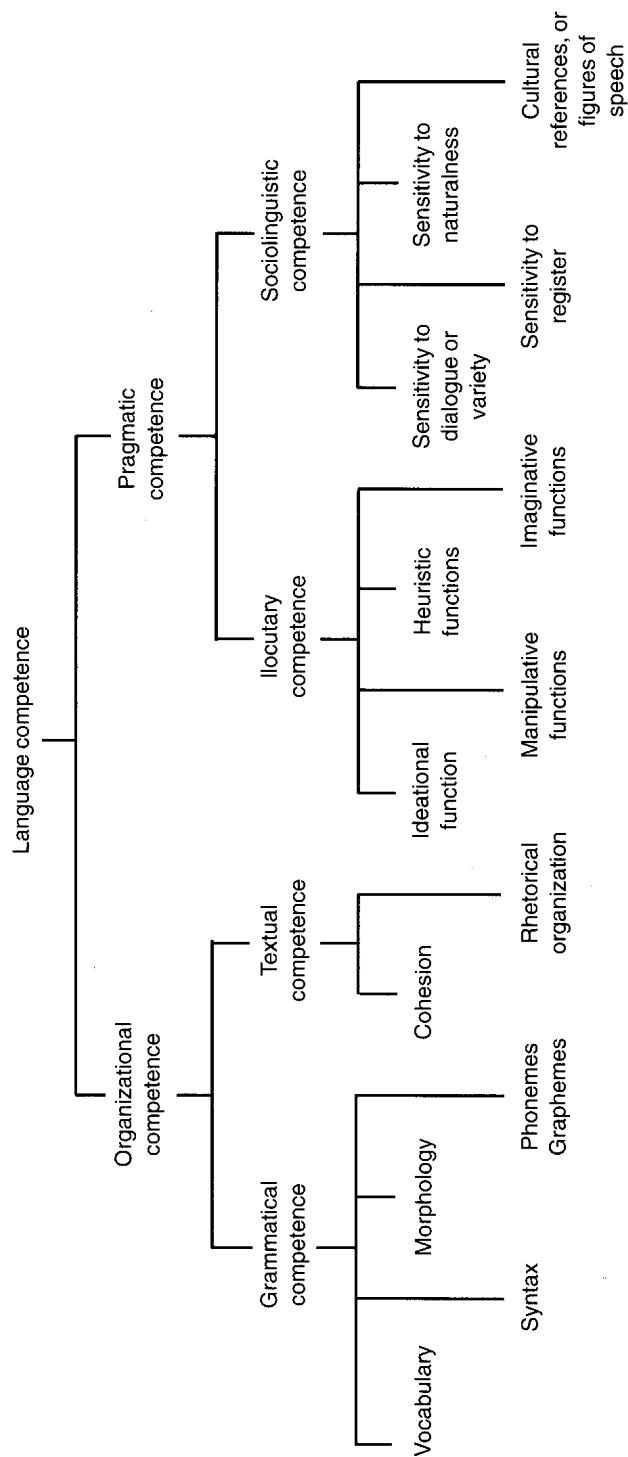 Language competence
Organizational
competence
Pragmatic
competence
Grammatical
competence
Textual
competence
Ilocutary
competence
Sociolinguistic
competence
Vocabulary
Syntax
Morphology
Phonemes
Graphemes
Cohesion
Rhetorical
organization
Ideational
function
Manipulative
functions
Heuristic
functions
Imaginative
functions
Sensitivity to
dialogue or
variety
Sensitivity to
register
Sensitivity to
naturalness
Cultural
references, or
figures of
speech